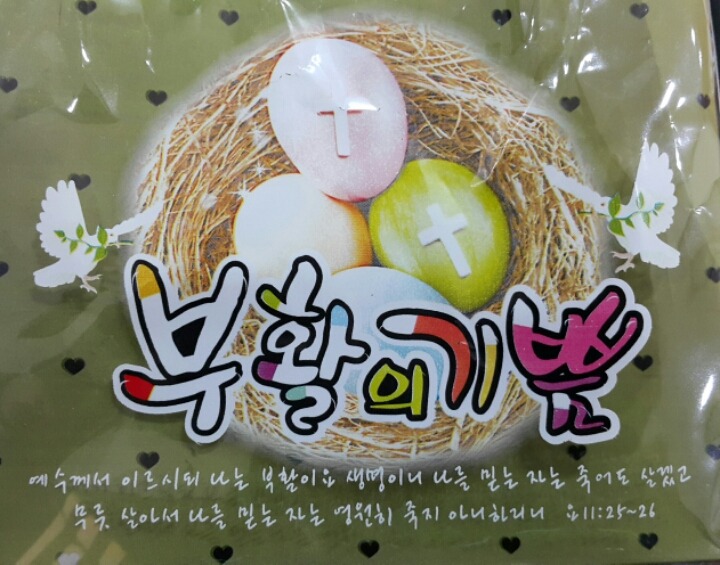 부활의기쁨
예수께서 이르시되 나는 부활이요 생명이니 나를 믿는 자는 죽어도 살겠고
무릇 살아서 나를 믿는 자는 영원히 죽지 아니하리니 요11:25~26